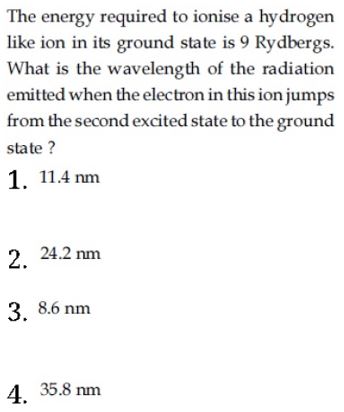 The energy required to ionise a hydrogen
like ion in its ground state is 9 Rydbergs.
What is the wavelength of the radiation
emitted when the electron in this ion jumps
from the second excited state to the ground
state ?
1. 11.4 nm
2. 24.2 nm
3. 8.6 nm
4. 35.8 nm